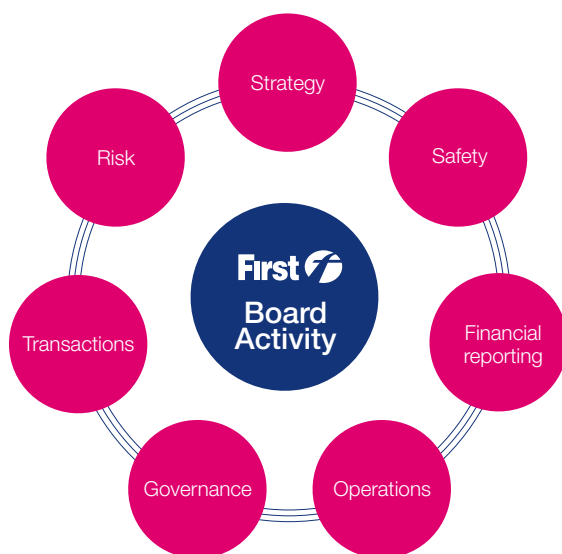 Strategy
Safety
Financial
reporting
Operations
Governance
Transactions
Risk
First
Board
Activity